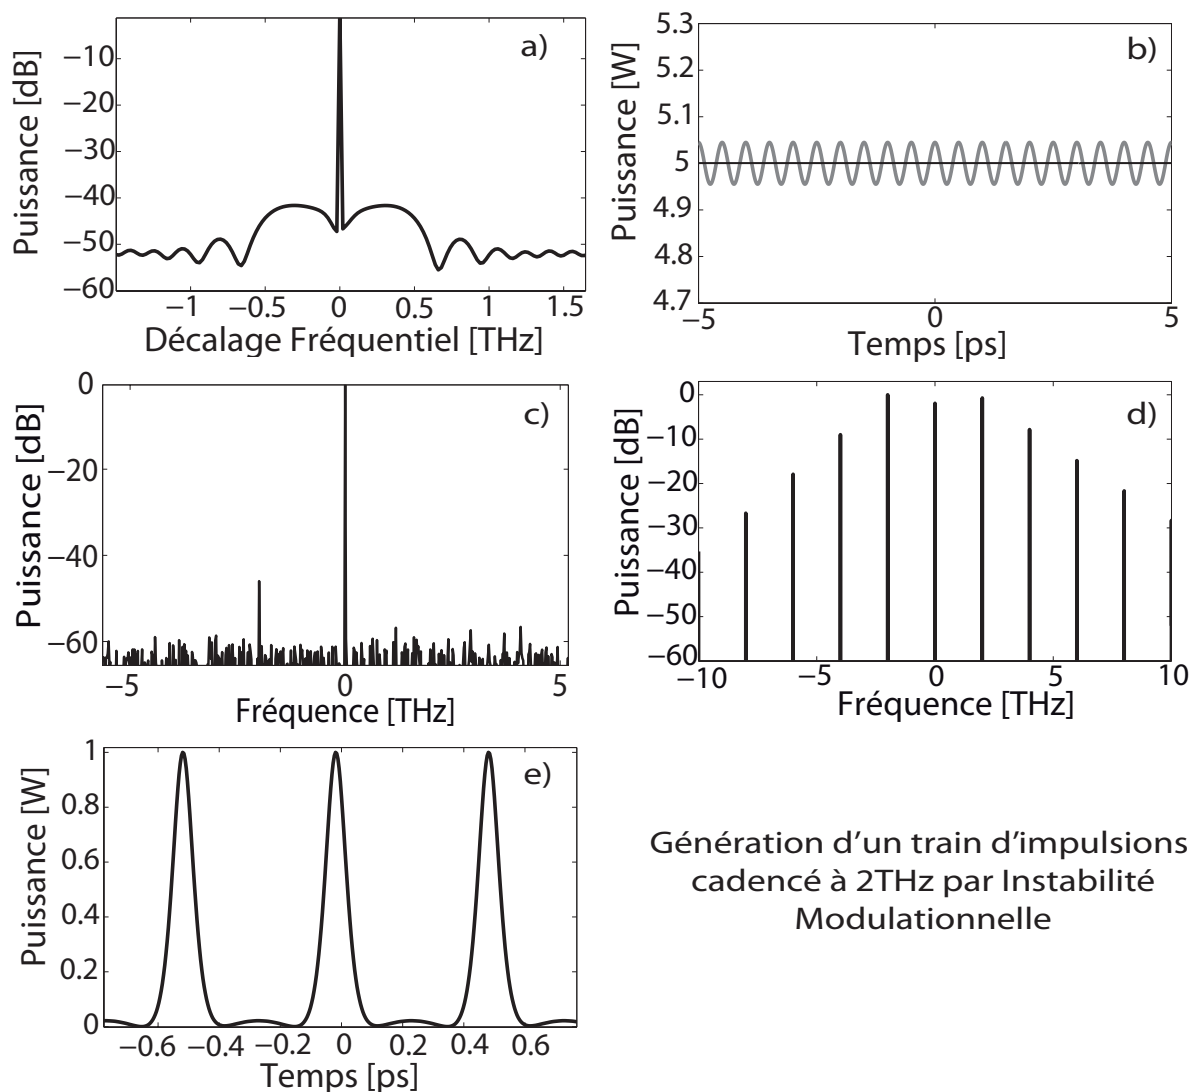 a)
Puissance [dB]
−10
−20
−30
−40
−50
−60
−1 −0.5 0 0.5 1 1.5
Décalage Fréquentiel [THz]
b)
Puissance [W]
5.3
5.2
5.1
5
4.9
4.8
4.7
−5 0 5
Temps [ps]
c)
Puissance [dB]
0
−20
−40
−60
−5 0 5
Fréquence [THz]
d)
Puissance [dB]
0
−10
−20
−30
−40
−50
−60
−10 −5 0 5 10
Fréquence [THz]
e)
Puissance [W]
1
0.8
0.6
0.4
0.2
0
−0.6 −0.4 −0.2 0 0.2 0.4 0.6
Temps [ps]
Génération d'un train d'impulsions
cadencé à 2THz par Instabilité
Modulationnelle